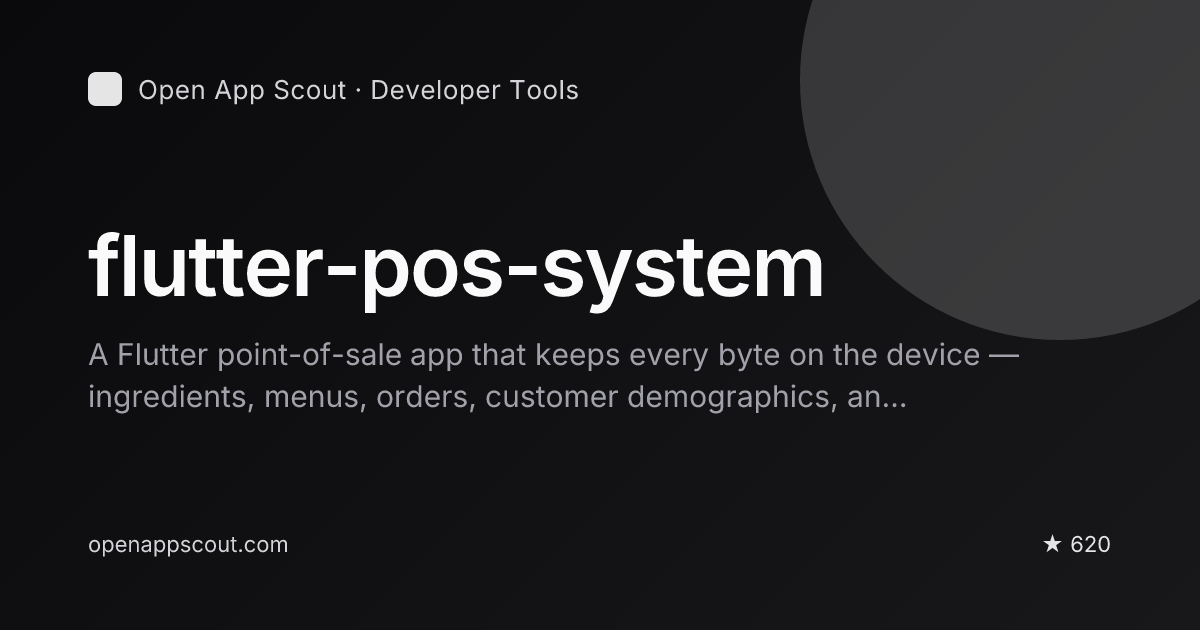 Open App Scout · Developer Tools
flutter-pos-system
A Flutter point-of-sale app that keeps every byte on the device —
ingredients, menus, orders, customer demographics, an...
openappscout.com
★ 620